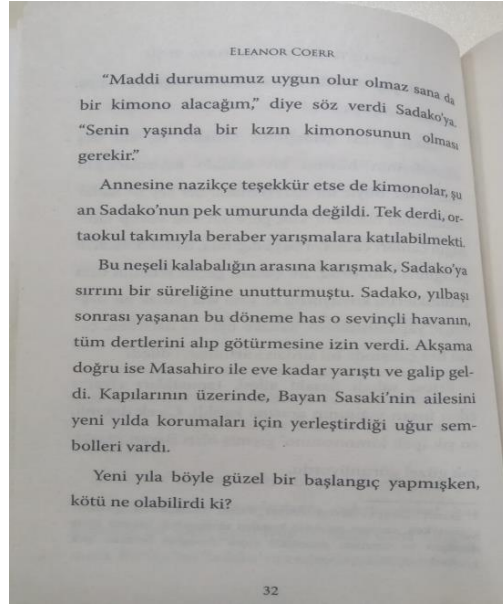 ELEANOR COERR
“Maddi durumumuz uygun olur olmaz sana da
bir kimono alacağım,” diye söz verdi Sadako’ya.
“Senin yaşında bir kızın kimonosunun olması
gerekir.”
Annesine nazikçe teşekkür etse de kimonolar, şu
an Sadako’nun pek umurunda değildi. Tek derdi, or-
taokul takımıyla beraber yarışmalara katılabilmekti.
Bu neşeli kalabalığın arasına karışmak, Sadako’ya
sırrını bir süreliğine unutturmuştu. Sadako, yılbaşı
sonrası yaşanan bu döneme has o sevinçli havanın,
tüm dertlerini alıp götürmesine izin verdi. Akşama
doğru ise Masahiro ile eve kadar yarıştı ve galip gel-
di. Kapılarının üzerinde, Bayan Sasaki’nin ailesini
yeni yılda korumaları için yerleştirdiği uğur sem-
bolleri vardı.
Yeni yıla böyle güzel bir başlangıç yapmışken,
kötü ne olabilirdi ki?
32